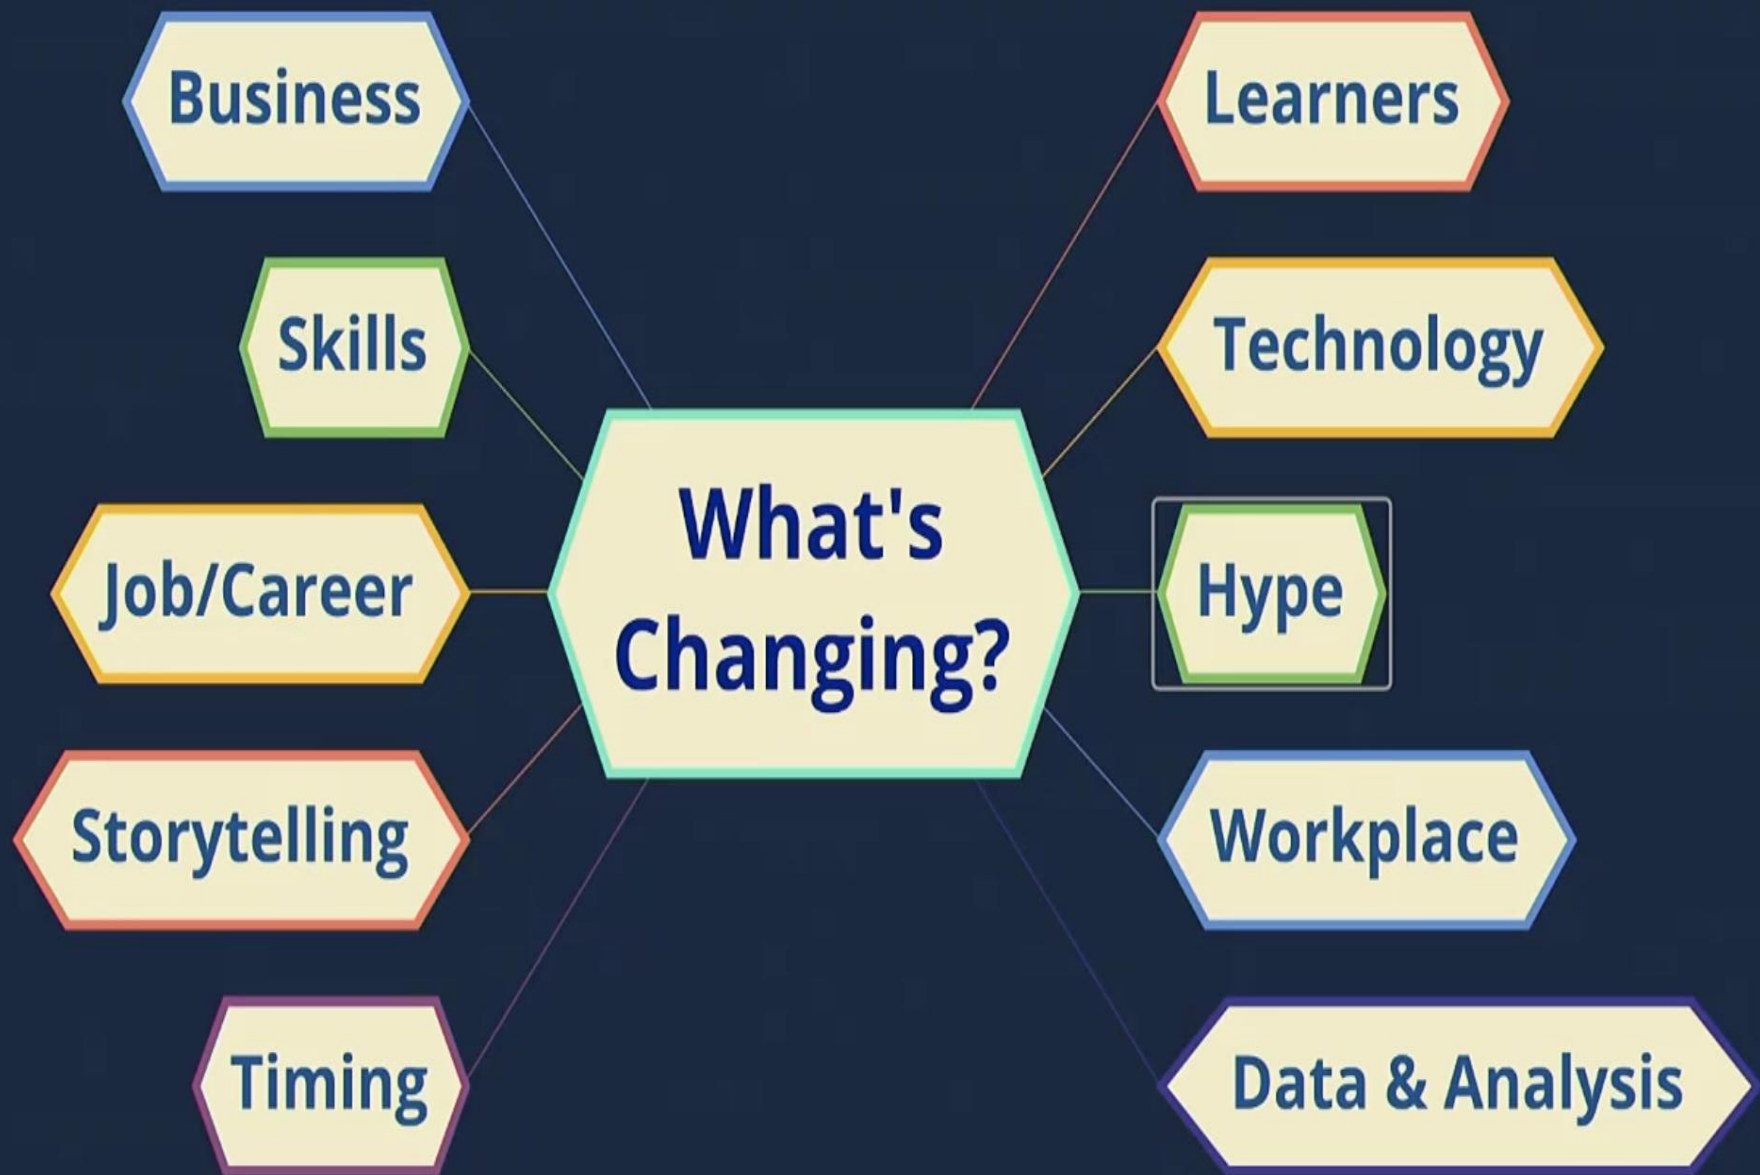 Business
Skills
Job/Career
Storytelling
Timing
What's
Changing?
Learners
Technology
Hype
Workplace
Data & Analysis